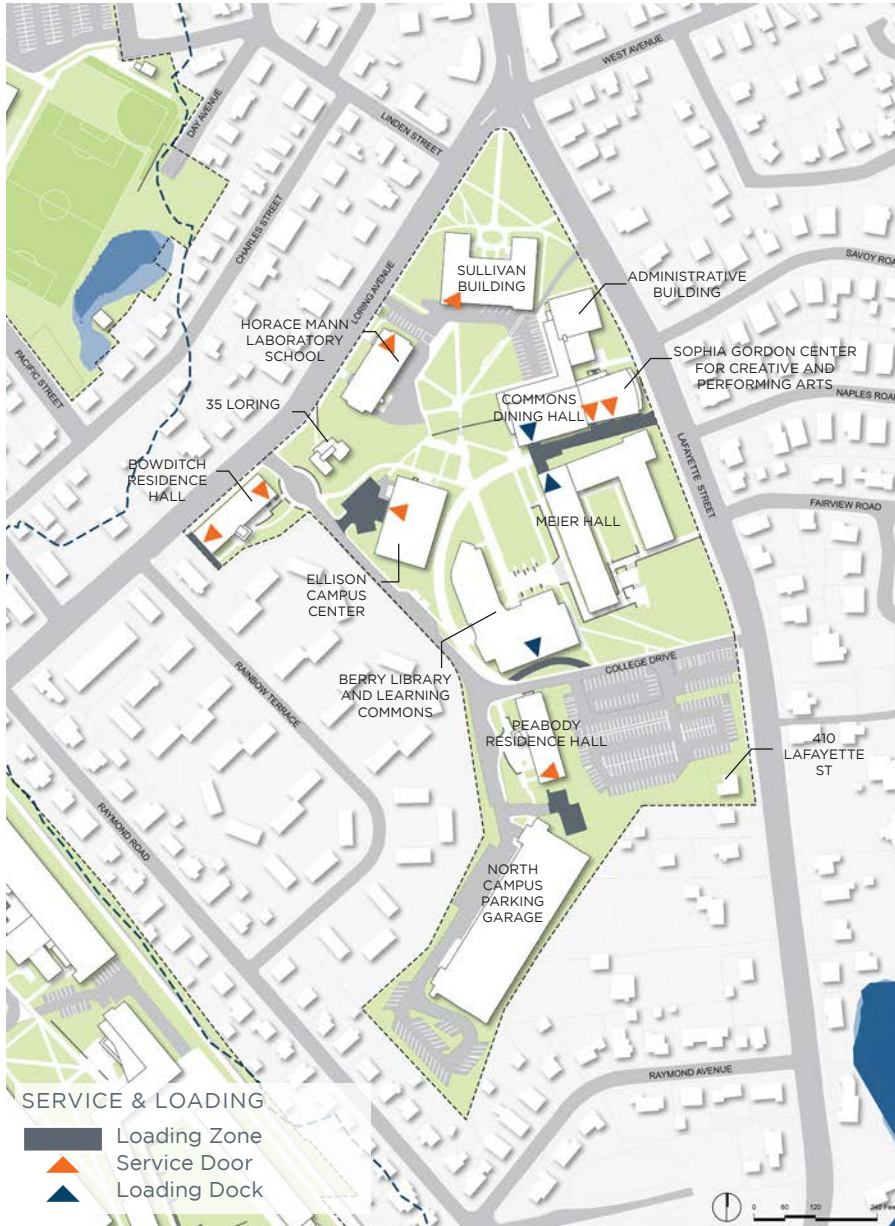 WEST AVENUE
DAY AVENUE
LINDEN STREET
CHARLES STREET
LORING AVENUE
SULLIVAN
BUILDING
ADMINISTRATIVE
BUILDING
SAVOY ROAD
HORACE MANN
LABORATORY
SCHOOL
PACIFIC STREET
SOPHIA GORDON CENTER
FOR CREATIVE AND
PERFORMING ARTS
NAPLES ROAD
COMMONS
DINING HALL
35 LORING
LAFAYETTE STREET
BOWDITCH
RESIDENCE
HALL
FAIRVIEW ROAD
MEIER HALL
ELLISON
CAMPUS
CENTER
COLLEGE DRIVE
BERRY LIBRARY
AND LEARNING
COMMONS
RAINBOW TERRACE
PEABODY
RESIDENCE HALL
410
LAFAYETTE
ST
RAYMOND ROAD
NORTH
CAMPUS
PARKING
GARAGE
RAYMOND AVENUE
SERVICE & LOADING
Loading Zone
Service Door
Loading Dock
0 60 120 240